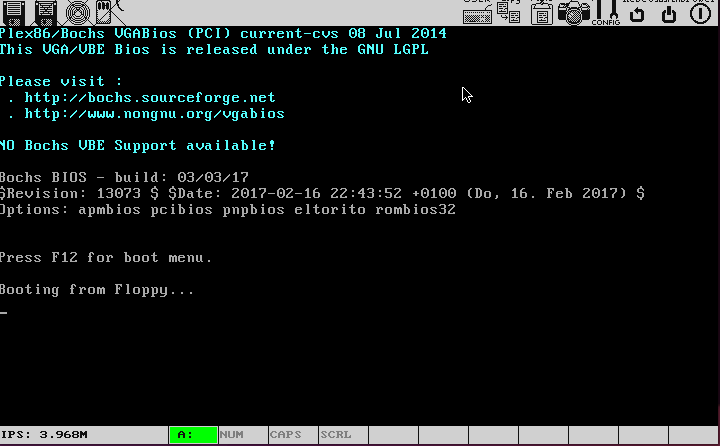 CONFIG
Plex86/Bochs VGABios (PCI) current-cvs 08 Jul 2014
This VGA/VBE Bios is released under the GNU LGPL
Please visit :
. http://bochs.sourceforge.net
. http://www.nongnu.org/vgabios
NO Bochs VBE Support available!
Bochs BIOS - build: 03/03/17
$Revision: 13073 $ $Date: 2017-02-16 22:43:52 +0100 (Do, 16. Feb 2017) $
Options: apmbios pcibios pnpbios eltorito rombios32
Press F12 for boot menu.
Booting from Floppy...
_
IPS: 3.968M A: NUM CAPS SCRL